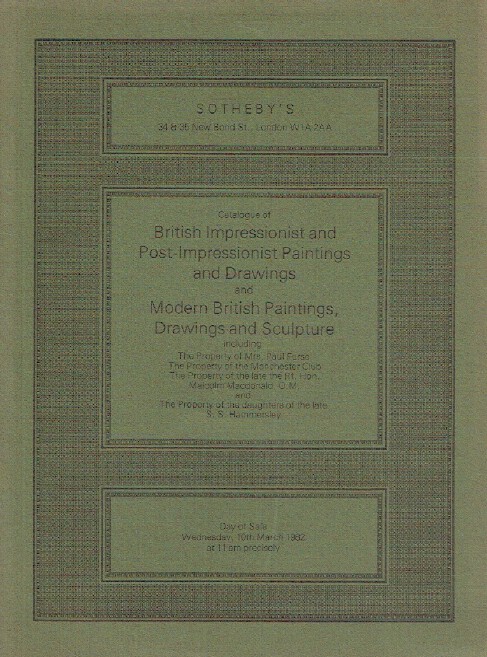 SOTHEBY'S
34 & 35 New Bond St., London W1A 2AA
Catalogue of
British Impressionist and
Post-Impressionist Paintings
and Drawings
and
Modern British Paintings,
Drawings and Sculpture
including
The Property of Mrs. Paul
The Property of the Manchester Club
The Property of the late the Rt. Hon.
Malcolm Macdonald, O.M.
and
The Property of the daughters of the late
S. S.
Day of Sale
Wednesday, 10th March 1982
at 11 am precisely